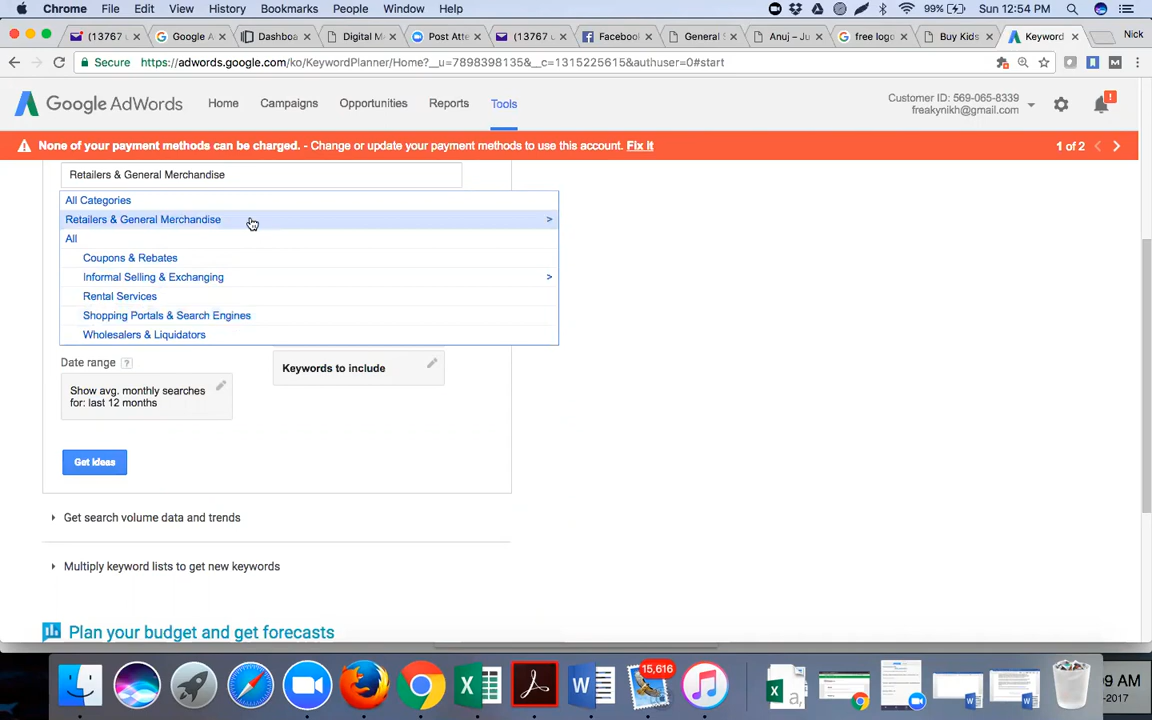 Chrome File Edit View History Bookmarks People Window Help 99% Sun 12:54 PM
(13767 u Google A Dashboa Digital M Post Atte (13767 u Facebook General S Anuj – Ju free logo Buy Kids Keyword Nick
Secure https://adwords.google.com/ko/KeywordPlanner/Home?__u=7898398135&__c=1315225615&authuser=0#start
Google AdWords Home Campaigns Opportunities Reports Tools
Customer ID: 569-065-8339
freakynikh@gmail.com
None of your payment methods can be charged. - Change or update your payment methods to use this account. Fix it 1 of 2
Retailers & General Merchandise
All Categories
Retailers & General Merchandise >
All
Coupons & Rebates
Informal Selling & Exchanging >
Rental Services
Shopping Portals & Search Engines
Wholesalers & Liquidators
Date range ?
Keywords to include
Show avg. monthly searches
for: last 12 months
Get ideas
Get search volume data and trends
Multiply keyword lists to get new keywords
Plan your budget and get forecasts
15,616
09 AM
-2017